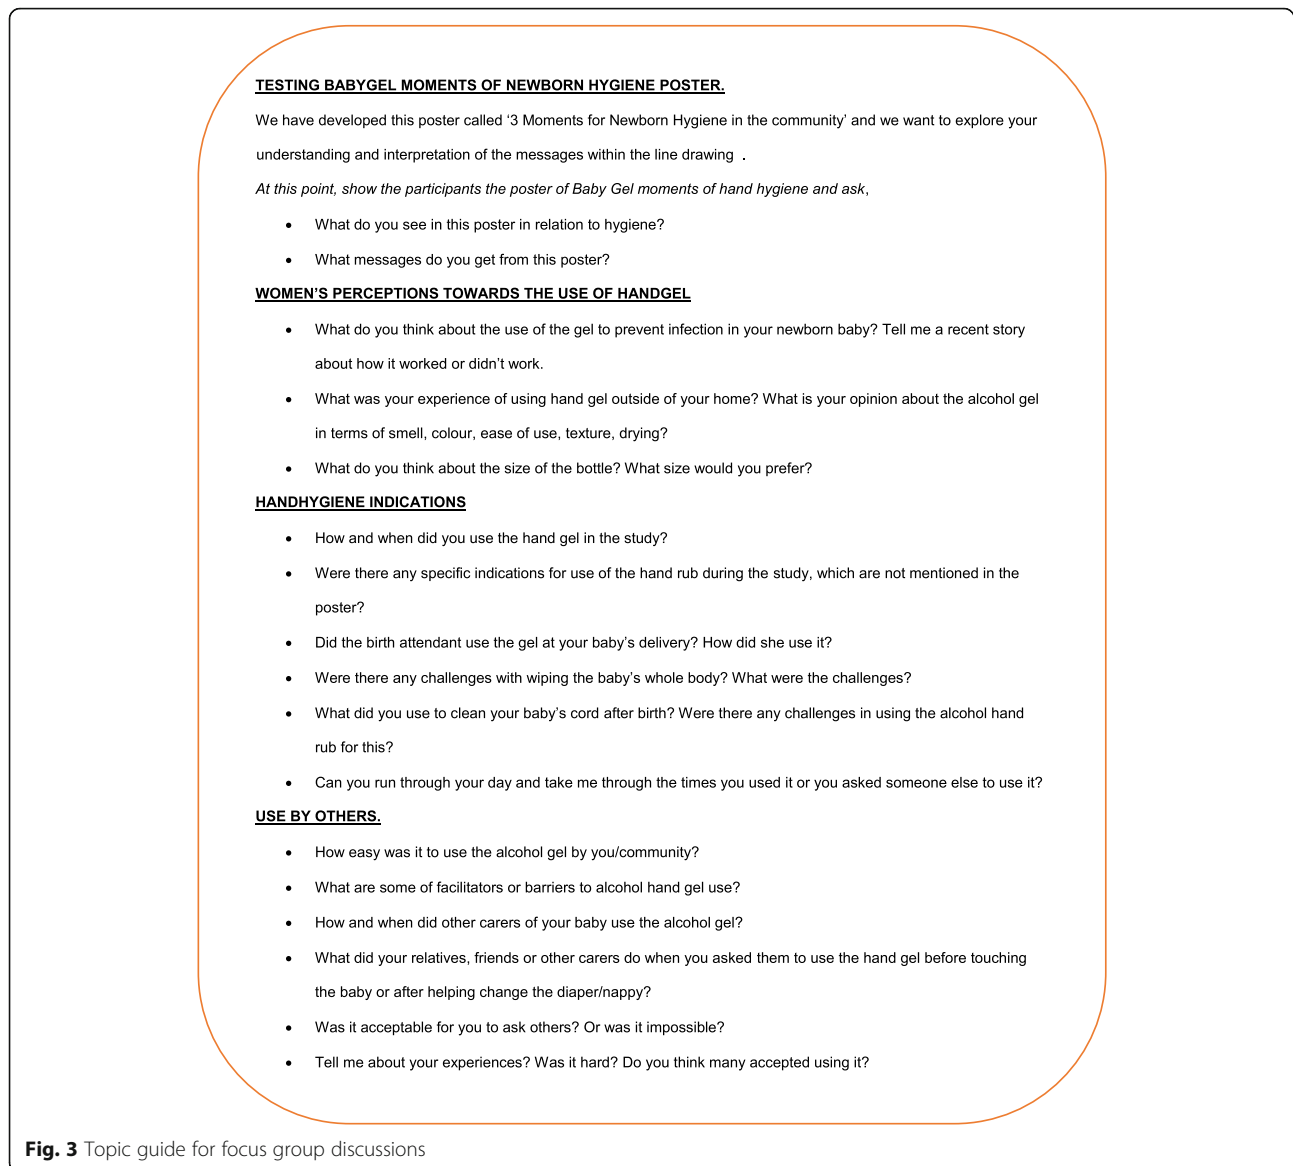 TESTING BABYGEL MOMENTS OF NEWBORN HYGIENE POSTER.
We have developed this poster called ‘3 Moments for Newborn Hygiene in the community’ and we want to explore your
understanding and interpretation of the messages within the line drawing .
At this point, show the participants the poster of Baby Gel moments of hand hygiene and ask,
• What do you see in this poster in relation to hygiene?
• What messages do you get from this poster?
WOMEN’S PERCEPTIONS TOWARDS THE USE OF HANDGEL
• What do you think about the use of the gel to prevent infection in your newborn baby? Tell me a recent story
about how it worked or didn’t work.
• What was your experience of using hand gel outside of your home? What is your opinion about the alcohol gel
in terms of smell, colour, ease of use, texture, drying?
• What do you think about the size of the bottle? What size would you prefer?
HANDHYGIENE INDICATIONS
• How and when did you use the hand gel in the study?
• Were there any specific indications for use of the hand rub during the study, which are not mentioned in the
poster?
• Did the birth attendant use the gel at your baby’s delivery? How did she use it?
• Were there any challenges with wiping the baby’s whole body? What were the challenges?
• What did you use to clean your baby’s cord after birth? Were there any challenges in using the alcohol hand
rub for this?
• Can you run through your day and take me through the times you used it or you asked someone else to use it?
USE BY OTHERS.
• How easy was it to use the alcohol gel by you/community?
• What are some of facilitators or barriers to alcohol hand gel use?
• How and when did other carers of your baby use the alcohol gel?
• What did your relatives, friends or other carers do when you asked them to use the hand gel before touching
the baby or after helping change the diaper/nappy?
• Was it acceptable for you to ask others? Or was it impossible?
• Tell me about your experiences? Was it hard? Do you think many accepted using it?
Fig. 3 Topic guide for focus group discussions